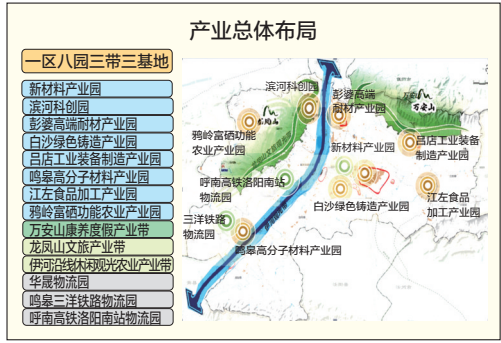 产业总体布局
一区八园三带三基地
新材料产业园
滨河科创园
彭婆高端耐材产业园
白沙绿色铸造产业园
吕店工业装备制造产业园
鸣皋高分子材料产业园
江左食品加工产业园
鸦岭富硒功能农业产业园
万安山康养度假产业带
龙凤山文旅产业带
伊河沿线休闲观光农业产业带
华晟物流园
鸣皋三洋铁路物流园
呼南高铁洛阳南站物流园
滨河科创园
彭婆高端
耐材产业园
万安山
鸦岭富硒功能
农业产业园
新材料产业园
吕店工业装备
制造产业园
呼南高铁洛阳南站
物流园
白沙绿色铸造产业园
江左食品
加工产业园
三洋铁路
物流园
鸣皋高分子材料产业园